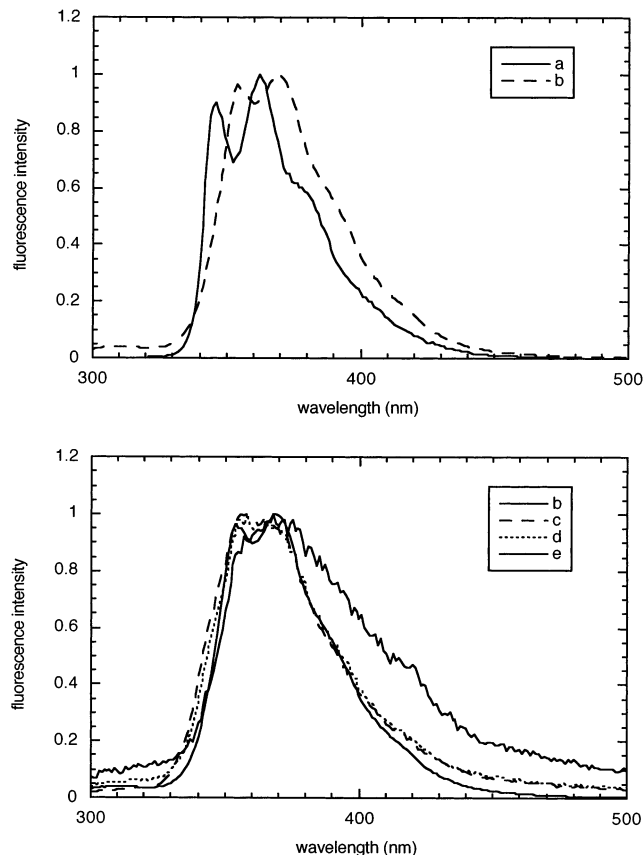 1.2
1
0.8
0.6
0.4
0.2
0
fluorescence intensity
a
b
300
400
500
wavelength (nm)
1.2
1
0.8
0.6
0.4
0.2
0
fluorescence intensity
b
c
d
e
300
400
500
wavelength (nm)